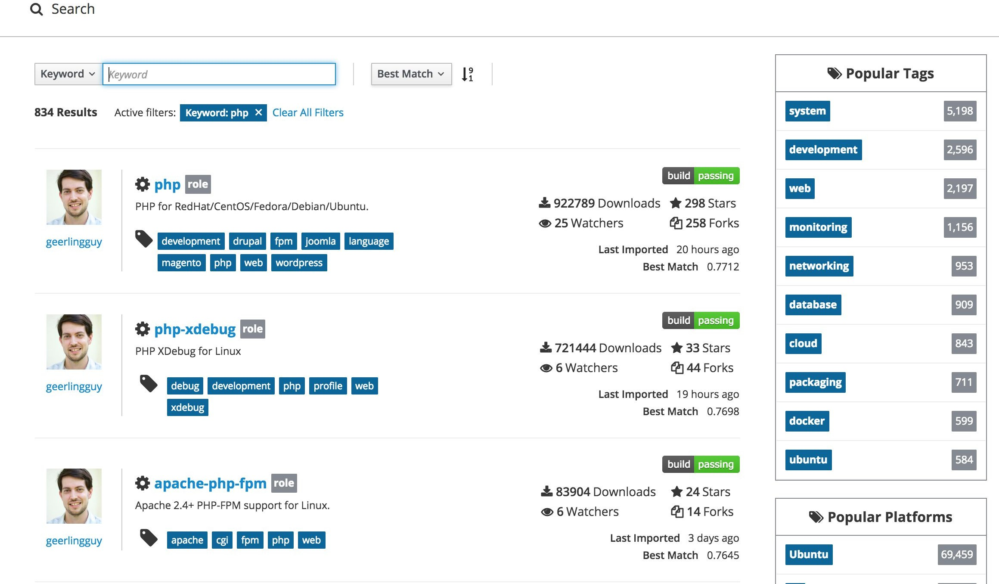 Search
Keyword Keyword Best Match 9 1
834 Results Active filters: Keyword: php × Clear All Filters
php role
PHP for RedHat/CentOS/Fedora/Debian/Ubuntu.
geerlingguy
development drupal fpm joomla language
magento php web wordpress
build passing
922789 Downloads 298 Stars
25 Watchers 258 Forks
Last Imported 20 hours ago
Best Match 0.7712
php-xdebug role
PHP XDebug for Linux
geerlingguy
debug development php profile web
xdebug
build passing
721444 Downloads 33 Stars
6 Watchers 44 Forks
Last Imported 19 hours ago
Best Match 0.7698
apache-php-fpm role
Apache 2.4+ PHP-FPM support for Linux.
geerlingguy
apache cgi fpm php web
build passing
83904 Downloads 24 Stars
6 Watchers 14 Forks
Last Imported 3 days ago
Best Match 0.7645
Popular Tags
system 5,198
development 2,596
web 2,197
monitoring 1,156
networking 953
database 909
cloud 843
packaging 711
docker 599
ubuntu 584
Popular Platforms
Ubuntu 69,459